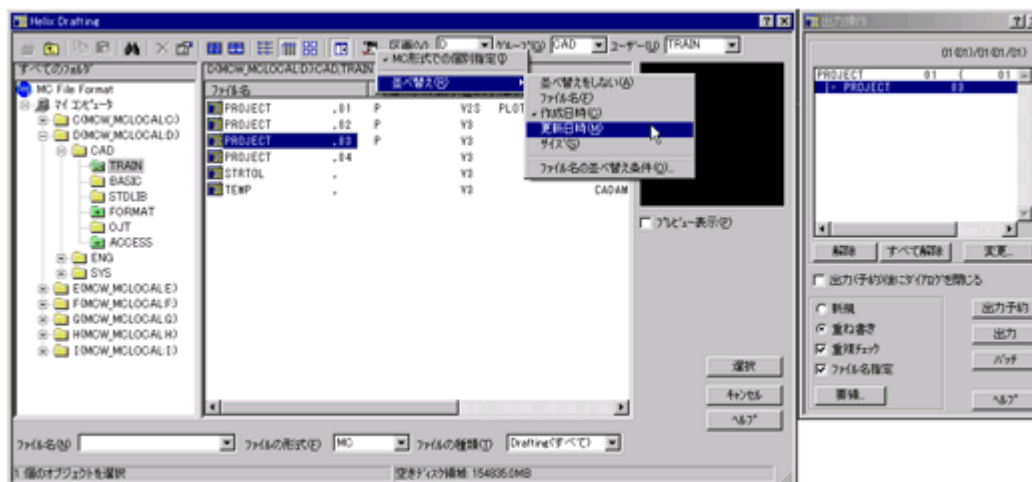 Helix Drafting
区画(V) D グループ(G) CAD ユーザー(U) TRAIN
すべてのフォルダ
MC File Format
マイ コンピュータ
C(MCW_MCLOCAL:C)
D(MCW_MCLOCAL:D)
CAD
TRAIN
BASIC
STDLIB
FORMAT
OJT
ACCESS
ENG
SYS
E(MCW_MCLOCAL:E)
F(MCW_MCLOCAL:F)
G(MCW_MCLOCAL:G)
H(MCW_MCLOCAL:H)
I(MCW_MCLOCAL:I)
D(MCW_MCLOCAL:D):CAD,TRAIN
ファイル名
PROJECT .01 P V2S PLOT
PROJECT .02 P V3
PROJECT .03 P V3
PROJECT .04 V3
STRTOL . V3
TEMP . V3 CADAM
MC形式での個別指定(I)
並べ替え(R)
並べ替えをしない(A)
ファイル名(F)
作成日時(C)
更新日時(M)
サイズ(S)
ファイル名の並べ替え条件(O)...
プレビュー表示(P)
選択
キャンセル
ヘルプ
ファイル名(N) ファイルの形式(F) MC ファイルの種類(T) Drafting(すべて)
1 個のオブジェクトを選択 空きディスク領域: 154835.0MB
出力操作
01(01)/01(01/01)
PROJECT 01 ( 01
|- PROJECT 03
解除 すべて解除 変更...
出力(予約)後にダイアログを閉じる
新規
重ね書き
重複チェック
ファイル名指定
要領...
出力予約
出力
バッチ
ヘルプ